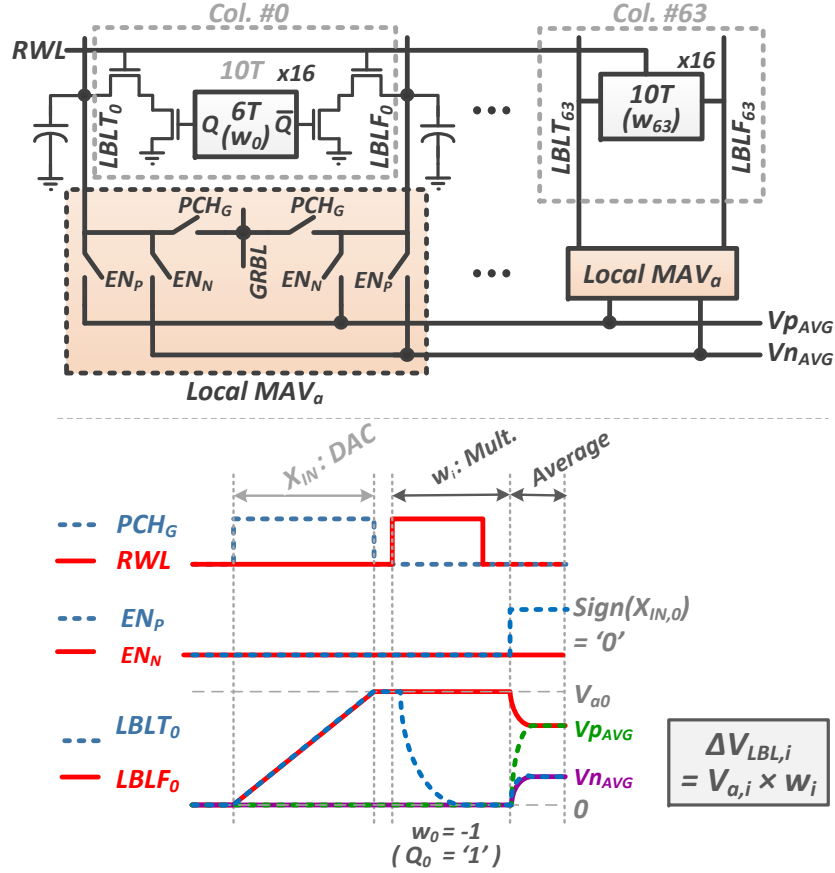 Col. #0
Col. #63
RWL
10T
x16
x16
LBLT0
Q
6T
(w0)
Q̅
LBLF0
...
LBLT63
10T
(w63)
LBLF63
PCHG
PCHG
ENP
ENN
GRBL
ENN
ENP
...
Local MAVa
VpAVG
VnAVG
Local MAVa
XIN: DAC
wi: Mult.
Average
PCHG
RWL
ENP
ENN
Sign(XIN,0)
= ‘0’
LBLT0
LBLF0
Va0
VpAVG
VnAVG
0
ΔVLBL,i
= Va,i × wi
w0 = -1
( Q0 = ‘1’ )